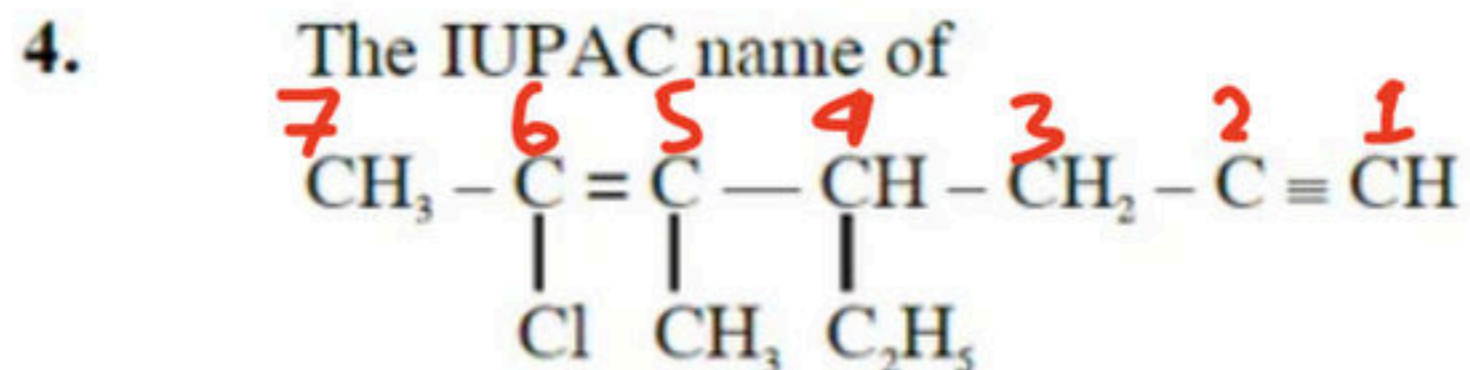 4. The IUPAC name of
7 6 5 4 3 2 1
CH₃ – C = C — CH – CH₂ – C ≡ CH
Cl CH₃ C₂H₅